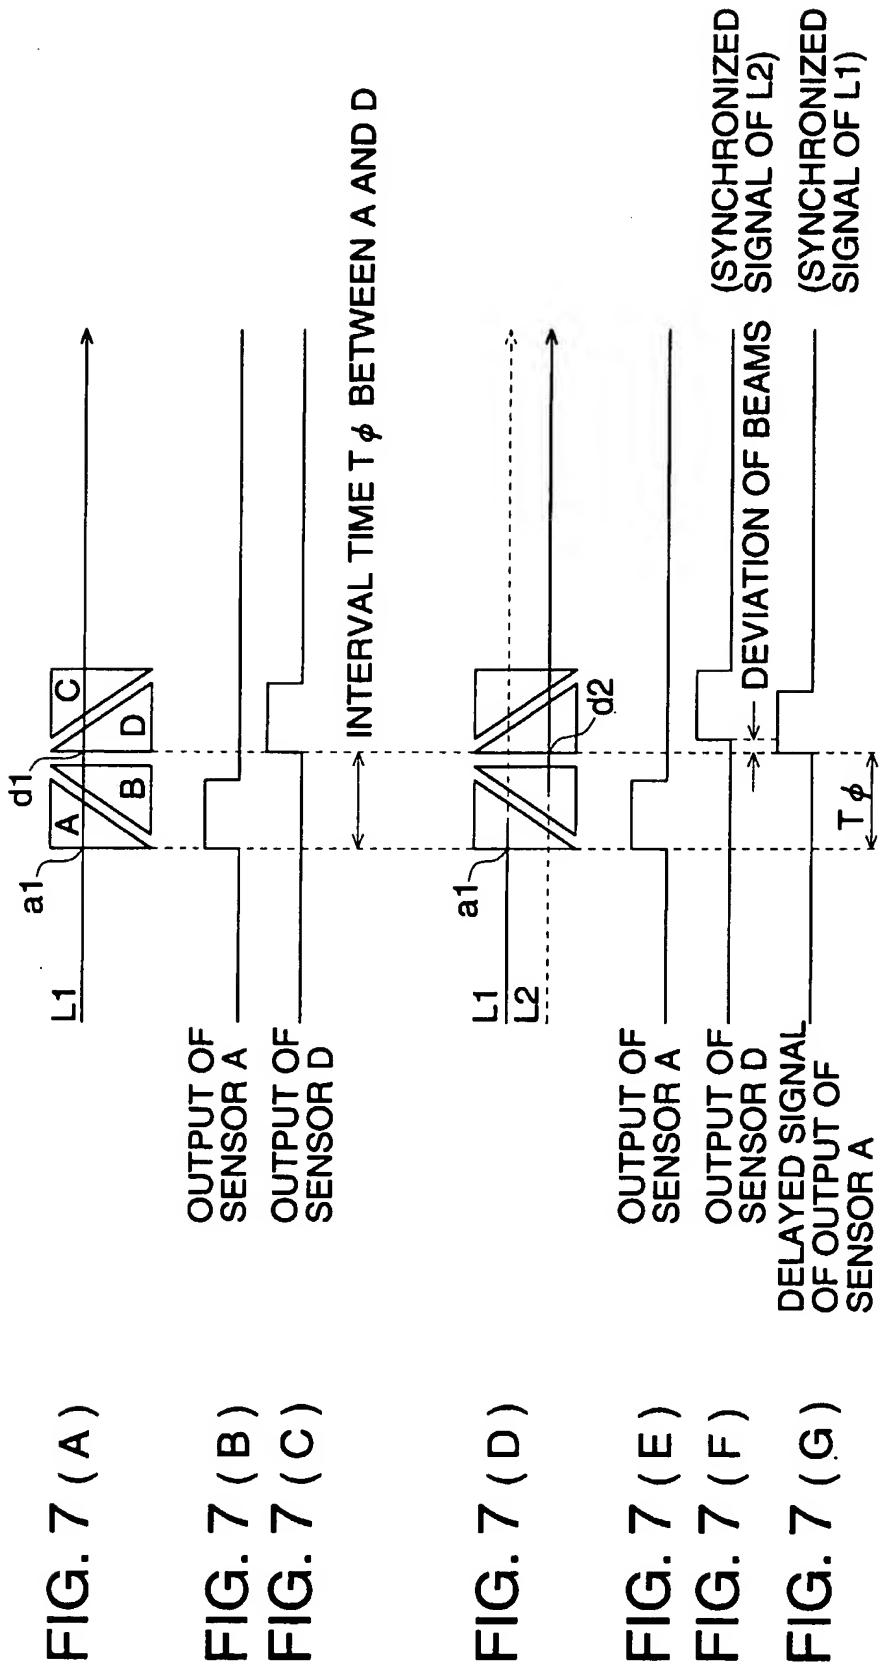 FIG. 7 (A)
L1
a1
d1
A
B
C
D
FIG. 7 (B)
OUTPUT OF
SENSOR A
FIG. 7 (C)
OUTPUT OF
SENSOR D
INTERVAL TIME T φ BETWEEN A AND D
FIG. 7 (D)
L1
L2
a1
d2
FIG. 7 (E)
OUTPUT OF
SENSOR A
FIG. 7 (F)
OUTPUT OF
SENSOR D
(SYNCHRONIZED
SIGNAL OF L2)
DEVIATION OF BEAMS
FIG. 7 (G)
DELAYED SIGNAL
OF OUTPUT OF
SENSOR A
T φ
(SYNCHRONIZED
SIGNAL OF L1)